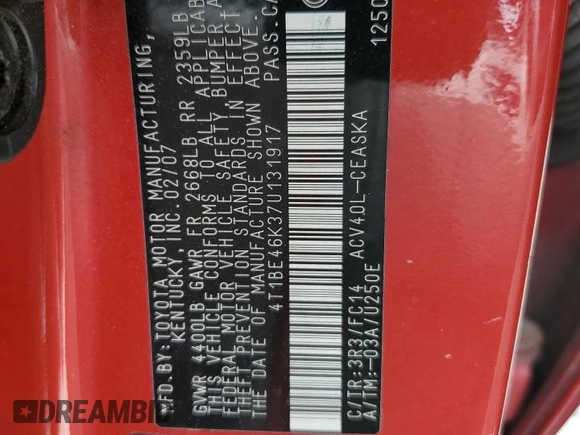 MFD. BY: TOYOTA MOTOR MANUFACTURING,
KENTUCKY, INC. 02/07
GVWR 4400LB GAWR FR 2668LB RR 2359LB
THIS VEHICLE CONFORMS TO ALL APPLICAB
FEDERAL MOTOR VEHICLE SAFETY, BUMPER, A
THEFT PREVENTION STANDARDS IN EFFECT
THE DATE OF MANUFACTURE SHOWN ABOVE.
4T1BE46K37U131917 PASS. CA
C/TR:3R3/FC14 ACV40L-CEASKA 1250
A/TM:-03A/U250E
DREAMBID